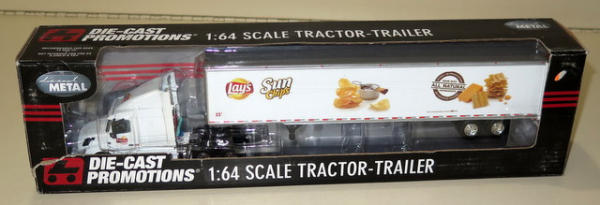 DIE-CAST
PROMOTIONS
1:64 SCALE TRACTOR-TRAILER
METAL
Lay's
Sun
Chips
ALL NATURAL
DIE-CAST
PROMOTIONS
1:64 SCALE TRACTOR-TRAILER